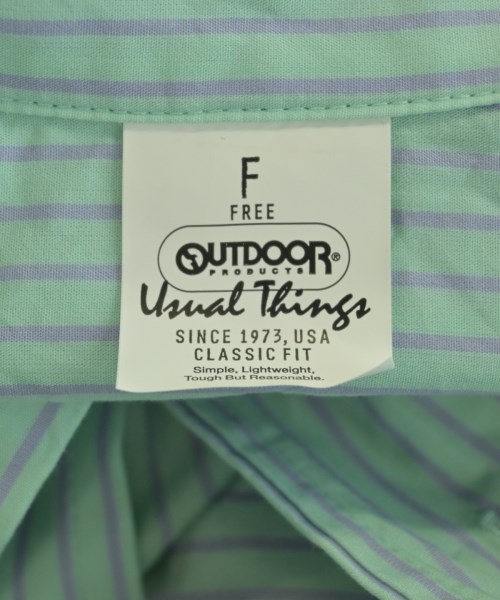 F
FREE
OUTDOOR®
PRODUCTS
Usual Things
SINCE 1973, USA
CLASSIC FIT
Simple, Lightweight,
Tough But Reasonable.